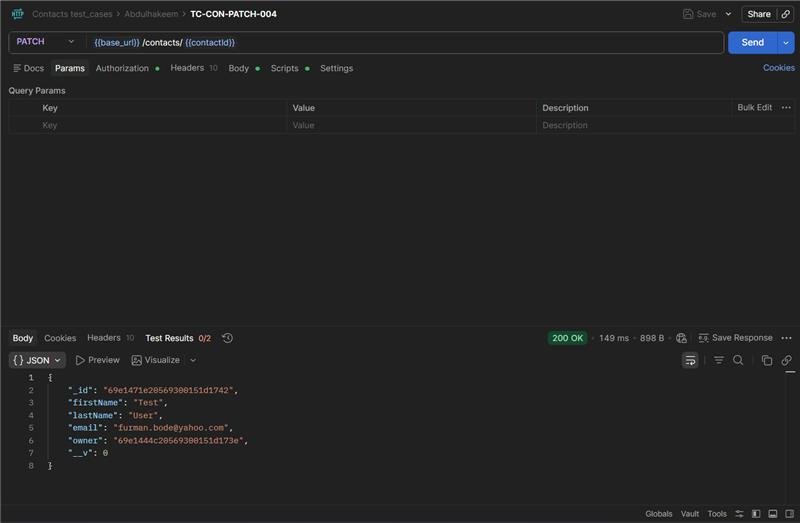 HTTP Contacts test_cases > Abdulhakeem > TC-CON-PATCH-004 Save Share
PATCH {{base_url}} /contacts/ {{contactId}} Send
Docs Params Authorization Headers 10 Body Scripts Settings Cookies
Query Params
Key Value Description Bulk Edit
Key Value Description
Body Cookies Headers 10 Test Results 0/2 200 OK 149 ms 898 B e.g. Save Response
{} JSON Preview Visualize
1 {
2 "_id": "69e1471e20569300151d1742",
3 "firstName": "Test",
4 "lastName": "User",
5 "email": "furman.bode@yahoo.com",
6 "owner": "69e1444c20569300151d173e",
7 "__v": 0
8 }
Globals Vault Tools